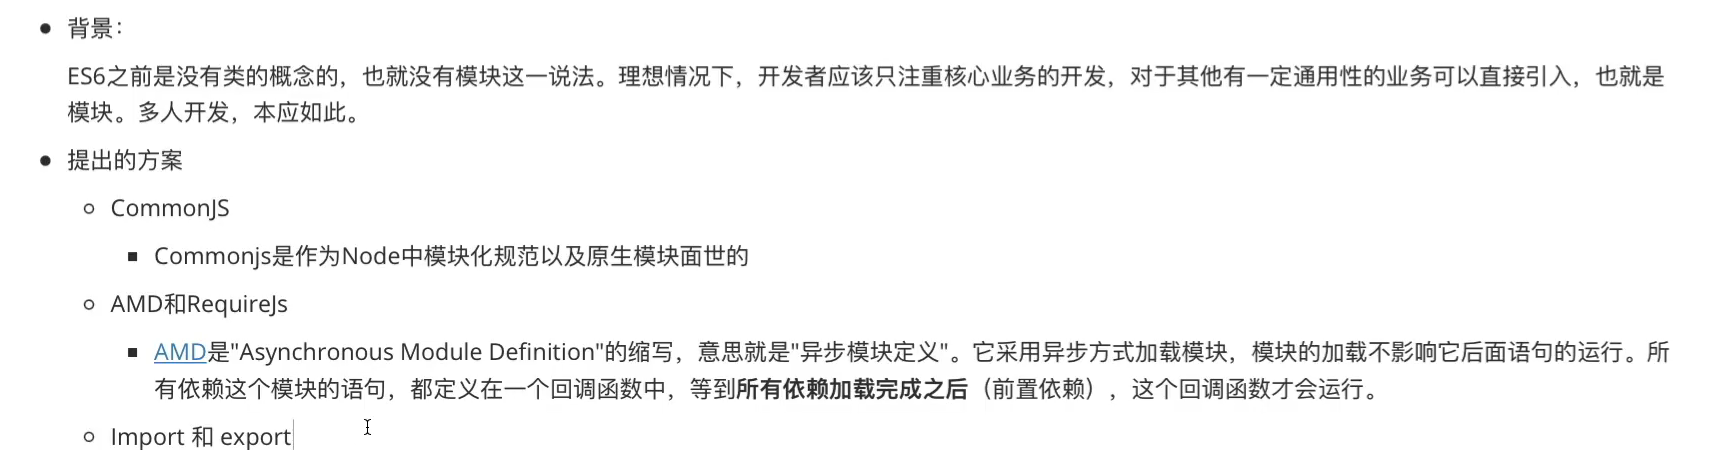 背景：
ES6之前是没有类的概念的，也就没有模块这一说法。理想情况下，开发者应该只注重核心业务的开发，对于其他有一定通用性的业务可以直接引入，也就是
模块。多人开发，本应如此。
提出的方案
CommonJS
Commonjs是作为Node中模块化规范以及原生模块面世的
AMD和RequireJs
AMD是"Asynchronous Module Definition"的缩写，意思就是"异步模块定义"。它采用异步方式加载模块，模块的加载不影响它后面语句的运行。所
有依赖这个模块的语句，都定义在一个回调函数中，等到所有依赖加载完成之后（前置依赖），这个回调函数才会运行。
Import 和 export